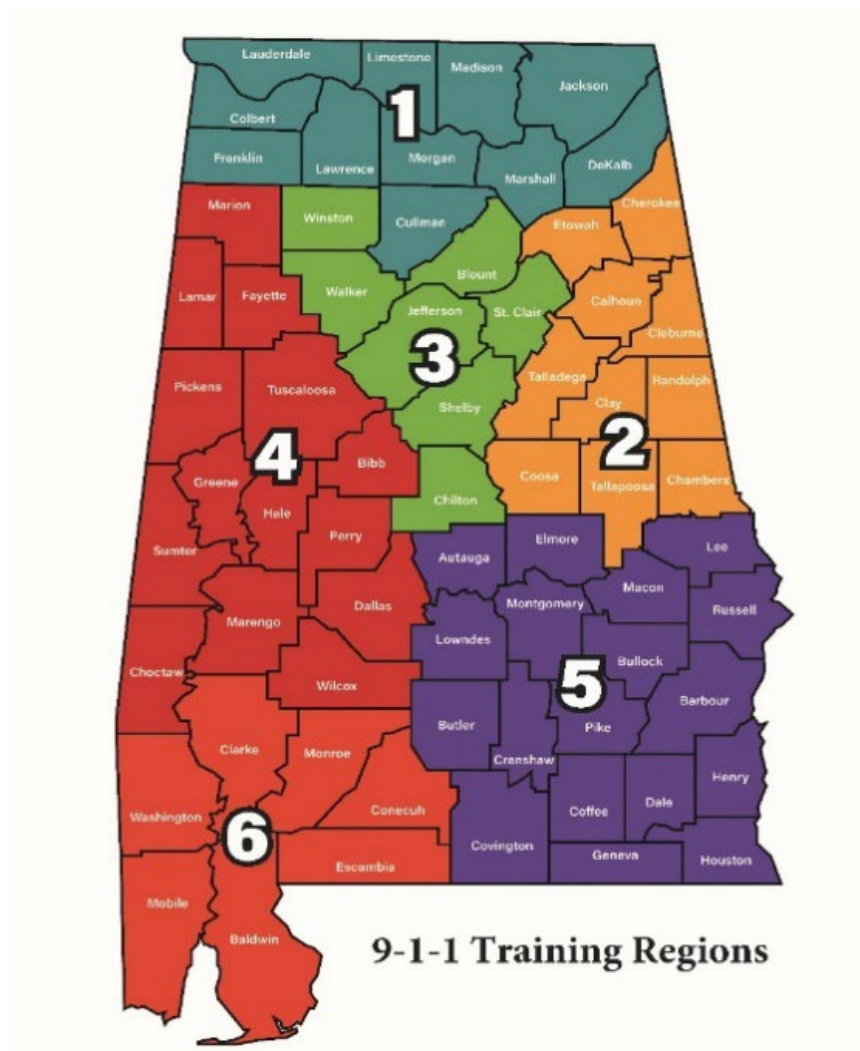 Lauderdale
Limestone
Madison
Jackson
Colbert
1
Franklin
Lawrence
Morgan
Marshall
DeKalb
Marion
Winston
Cullman
Etowah
Cherokee
Lamar
Fayette
Walker
Blount
Jefferson
St. Clair
Calhoun
Cleburne
3
Pickens
Tuscaloosa
Shelby
Talladega
Clay
Randolph
2
4
Bibb
Greene
Hale
Chilton
Coosa
Tallapoosa
Chambers
Sumter
Perry
Autauga
Elmore
Lee
Marengo
Dallas
Lowndes
Montgomery
Macon
Russell
Choctaw
Wilcox
5
Bullock
Barbour
Clarke
Monroe
Butler
Crenshaw
Pike
Henry
Washington
6
Conecuh
Coffee
Dale
Escambia
Covington
Geneva
Houston
Mobile
Baldwin
9-1-1 Training Regions